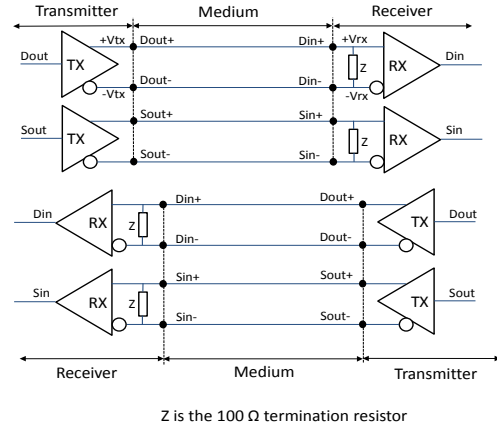 Transmitter Medium Receiver
+Vtx Dout+ Din+ +Vrx
Dout TX Z RX Din
-Vtx Dout- Din- -Vrx
Sout+ Sin+
Sout TX Z RX Sin
Sout- Sin-
Din+ Dout+
Din RX Z TX Dout
Din- Dout-
Sin+ Sout+
Sin RX Z TX Sout
Sin- Sout-
Receiver Medium Transmitter
Z is the 100 Ω termination resistor